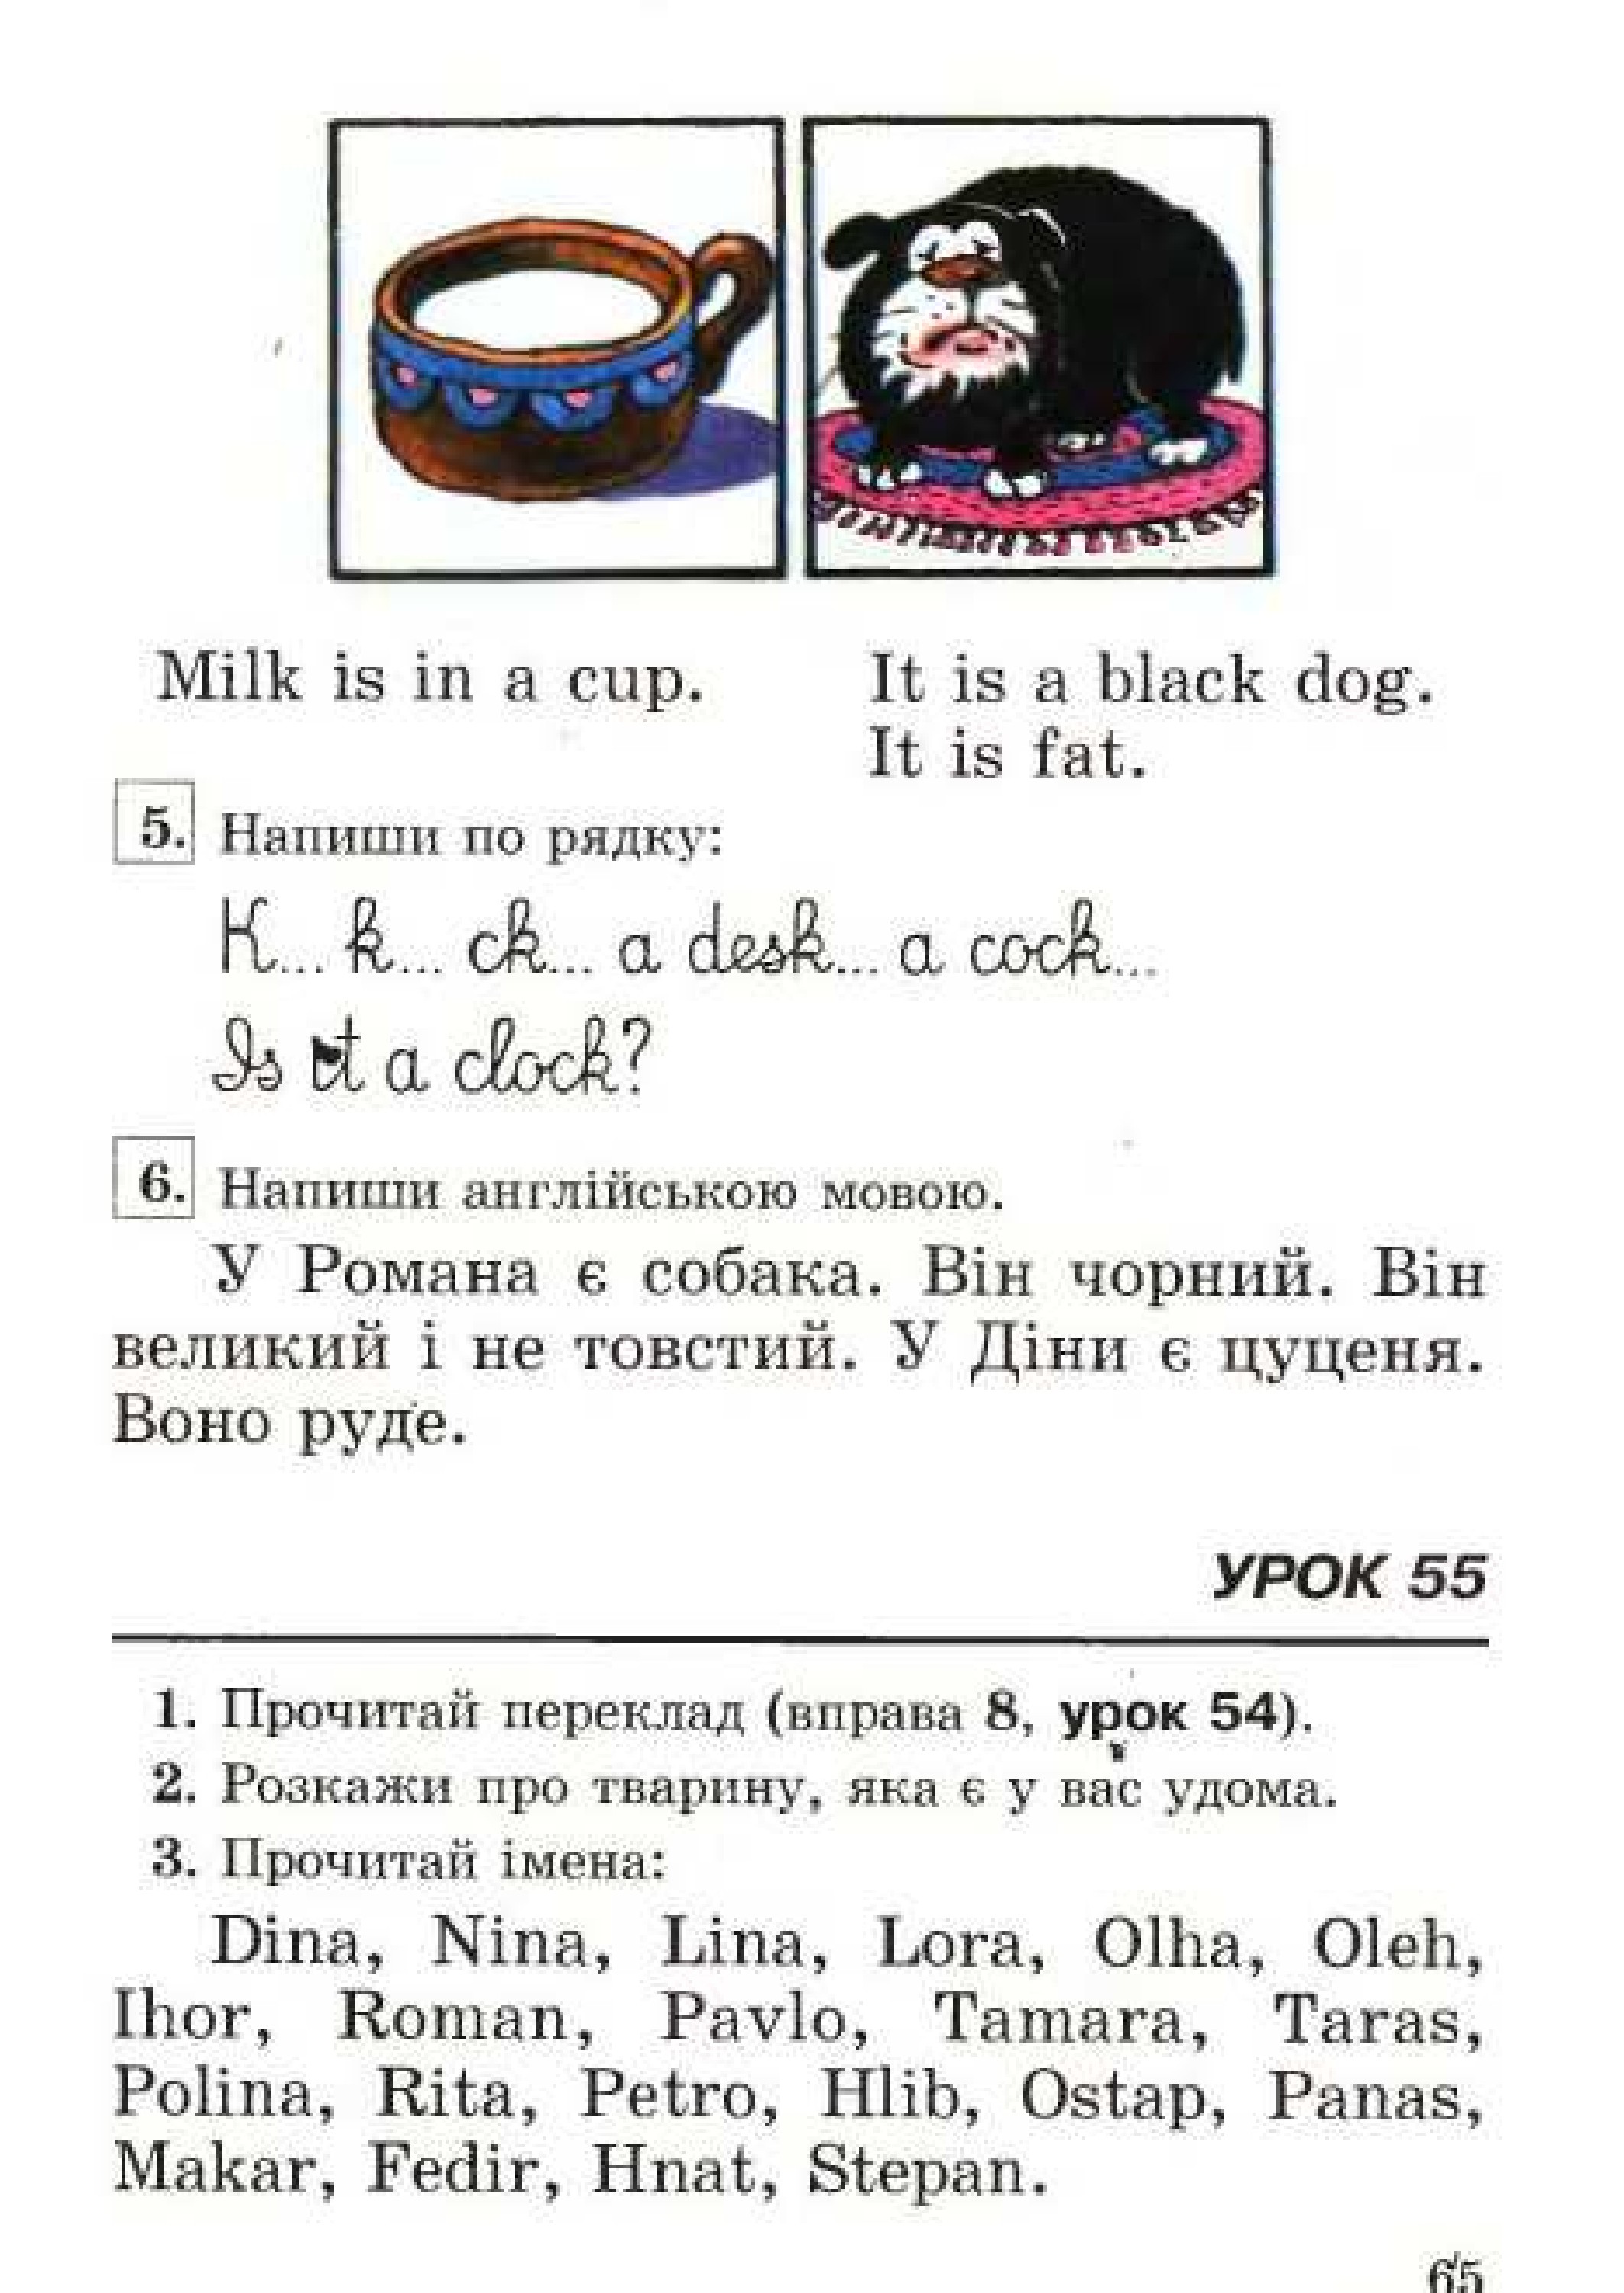 Milk is in a cup.
It is a black dog.
It is fat.
5. Напиши по рядку:
K... k... ck... a desk... a cock...
Is it a clock?
6. Напиши англійською мовою.
У Романа є собака. Він чорний. Він
великий і не товстий. У Діни є цуценя.
Воно руде.
УРОК 55
1. Прочитай переклад (вправа 8, урок 54).
2. Розкажи про тварину, яка є у вас удома.
3. Прочитай імена:
Dina, Nina, Lina, Lora, Olha, Oleh,
Ihor, Roman, Pavlo, Tamara, Taras,
Polina, Rita, Petro, Hlib, Ostap, Panas,
Makar, Fedir, Hnat, Stepan.
65